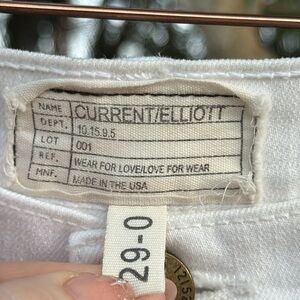 NAME CURRENT/ELLIOTT
DEPT. 10.15.9.5
LOT 001
REF. WEAR FOR LOVE/LOVE FOR WEAR
MNF. MADE IN THE USA
29-0